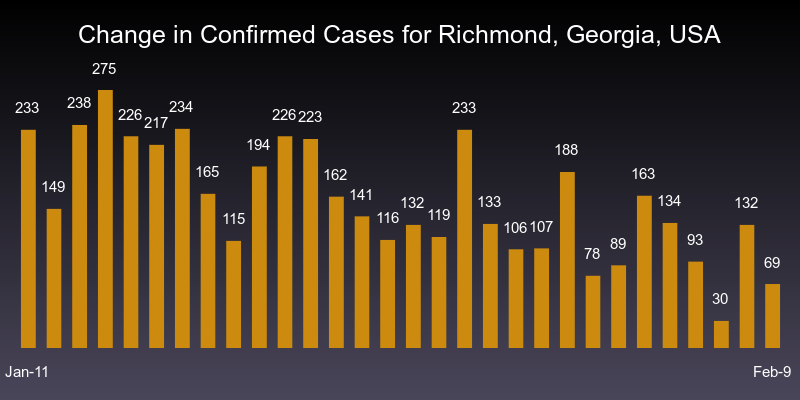 Change in Confirmed Cases for Richmond, Georgia, USA
233 149 238 275 226 217 234 165 115 194 226 223 162 141 116 132 119 233 133 106 107 188 78 89 163 134 93 30 132 69
Jan-11 Feb-9